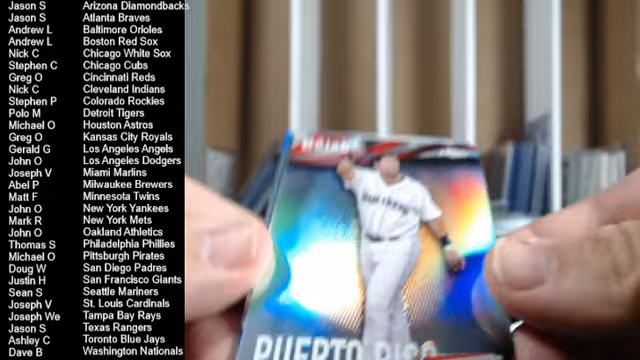 Jason S Arizona Diamondbacks
Jason S Atlanta Braves
Andrew L Baltimore Orioles
Andrew L Boston Red Sox
Nick C Chicago White Sox
Stephen C Chicago Cubs
Greg O Cincinnati Reds
Nick C Cleveland Indians
Stephen P Colorado Rockies
Polo M Detroit Tigers
Michael O Houston Astros
Greg O Kansas City Royals
Gerald G Los Angeles Angels
John O Los Angeles Dodgers
Joseph V Miami Marlins
Abel P Milwaukee Brewers
Matt F Minnesota Twins
John O New York Yankees
Mark R New York Mets
John O Oakland Athletics
Thomas S Philadelphia Phillies
Michael O Pittsburgh Pirates
Doug W San Diego Padres
Justin H San Francisco Giants
Sean S Seattle Mariners
Joseph V St. Louis Cardinals
Joseph We Tampa Bay Rays
Jason S Texas Rangers
Ashley C Toronto Blue Jays
Dave B Washington Nationals
PUERTO RICO